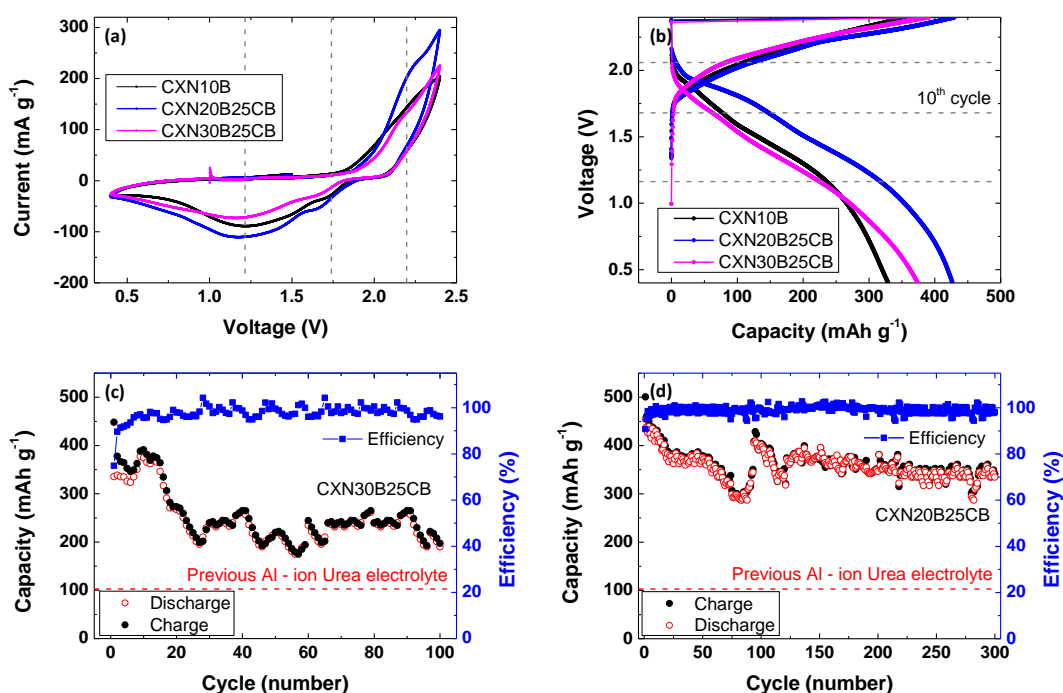 (a)
CXN10B
CXN20B25CB
CXN30B25CB
300
200
100
0
-100
-200
Current (mA g⁻¹)
0.5 1.0 1.5 2.0 2.5
Voltage (V)
(b)
10ᵗʰ cycle
CXN10B
CXN20B25CB
CXN30B25CB
2.0
1.5
1.0
0.5
Voltage (V)
0 100 200 300 400 500
Capacity (mAh g⁻¹)
(c)
Efficiency
CXN30B25CB
Previous Al - ion Urea electrolyte
Discharge
Charge
500
400
300
200
100
0
Capacity (mAh g⁻¹)
100
80
60
40
20
0
Efficiency (%)
0 20 40 60 80 100
Cycle (number)
(d)
Efficiency
CXN20B25CB
Previous Al - ion Urea electrolyte
Charge
Discharge
500
400
300
200
100
0
Capacity (mAh g⁻¹)
100
80
60
40
20
0
Efficiency (%)
0 50 100 150 200 250 300
Cycle (number)